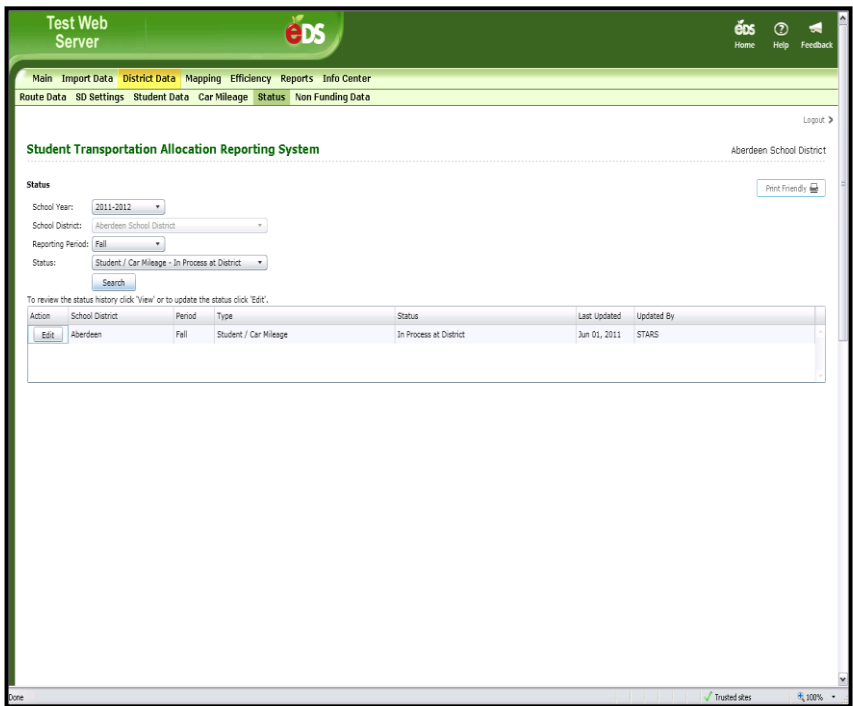 Test Web
Server
eDS
eDS
Home Help Feedback
Main Import Data District Data Mapping Efficiency Reports Info Center
Route Data SD Settings Student Data Car Mileage Status Non Funding Data
Logout
Student Transportation Allocation Reporting System
Aberdeen School District
Status
Print Friendly
School Year: 2011-2012
School District: Aberdeen School District
Reporting Period: Fall
Status: Student / Car Mileage - In Process at District
Search
To review the status history click 'View' or to update the status click 'Edit'.
Action School District Period Type Status Last Updated Updated By
Edit Aberdeen Fall Student / Car Mileage In Process at District Jun 01, 2011 STARS
Done Trusted sites 100%